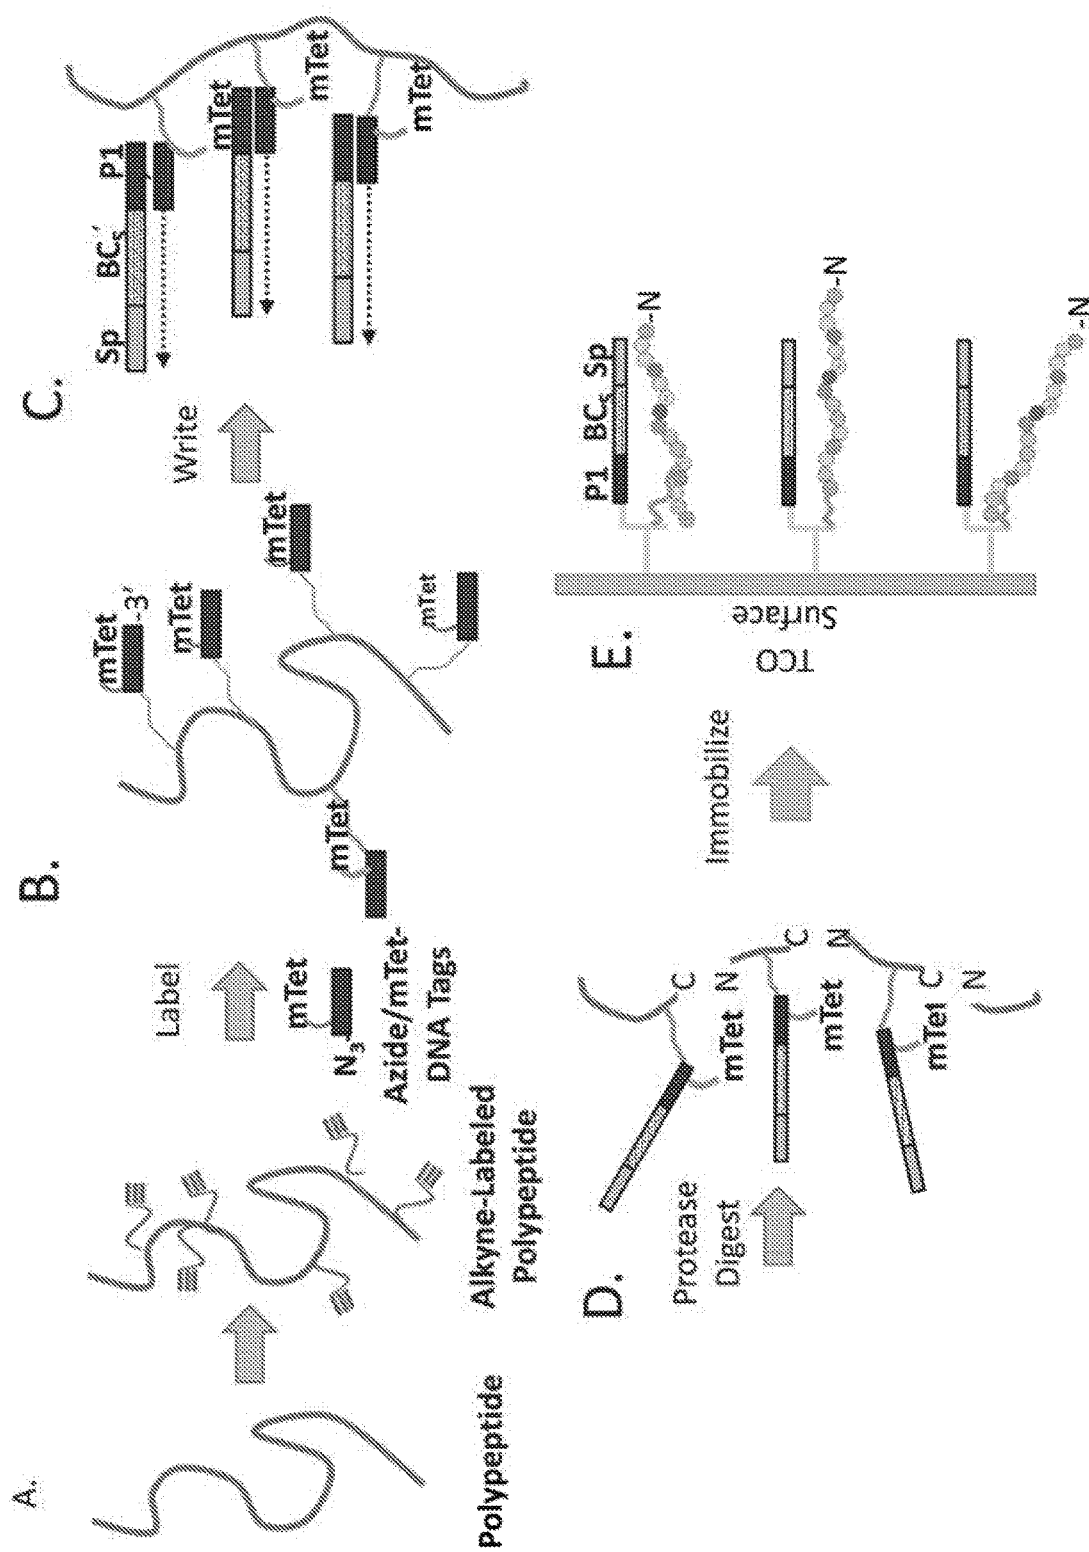 A.
Polypeptide
Alkyne-Labeled
Polypeptide
Label
mTet
N3
Azide/mTet-
DNA Tags
B.
mTet
-3'
mTet
mTet
mTet
mTet
Write
C.
Sp BC5' P1
mTet
mTet
mTet
D.
Protease
Digest
C
mTet
N
C
mTet
N
C
mTet
N
Immobilize
E.
TCO
Surface
P1 BC5 Sp
-N
-N
-N